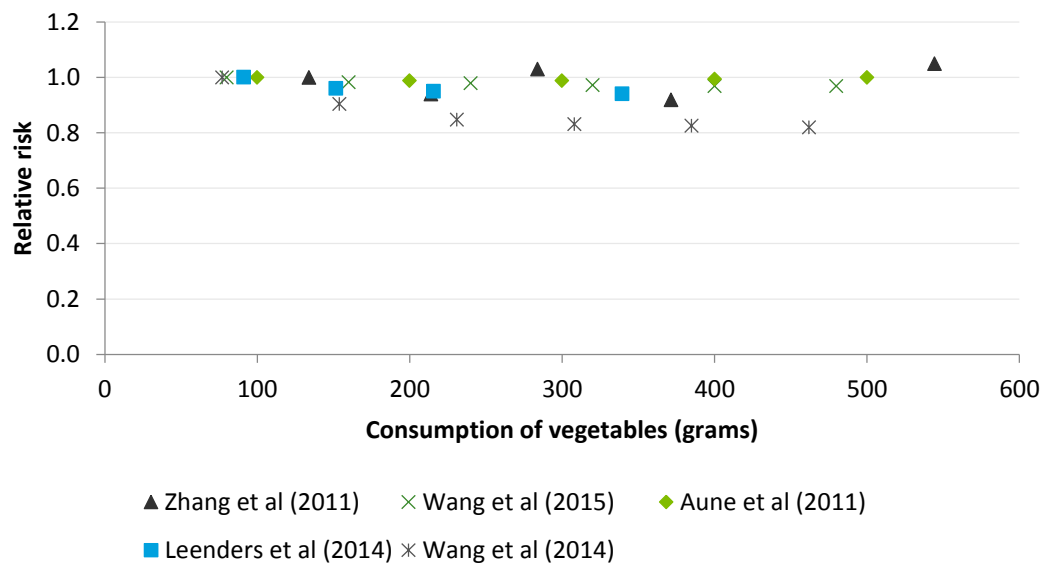 1.2
1.0
0.8
0.6
0.4
0.2
0.0
Relative risk
0 100 200 300 400 500 600
Consumption of vegetables (grams)
Zhang et al (2011) Wang et al (2015) Aune et al (2011)
Leenders et al (2014) Wang et al (2014)